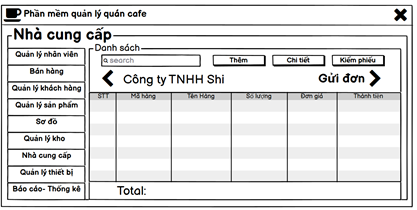 Phần mềm quản lý quán cafe
Nhà cung cấp
Danh sách
search
Thêm
Chi tiết
Kiểm phiếu
Công ty TNHH Shi
Gửi đơn
STT Mã hàng Tên Hàng Số lượng Đơn giá Thành tiền
Quản lý nhân viên
Bán hàng
Quản lý khách hàng
Quản lý sản phẩm
Sơ đồ
Quản lý kho
Nhà cung cấp
Quản lý thiết bị
Báo cáo- Thống kê
Total: